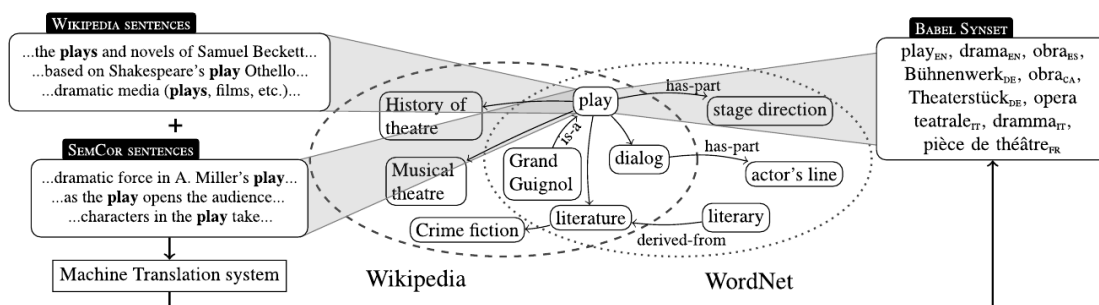 WIKIPEDIA SENTENCES
...the plays and novels of Samuel Beckett...
...based on Shakespeare's play Othello...
...dramatic media (plays, films, etc.)...
+
SEMCOR SENTENCES
...dramatic force in A. Miller's play...
...as the play opens the audience...
...characters in the play take...
Machine Translation system
History of
theatre
Musical
theatre
play
is-a
has-part
stage direction
Grand
Guignol
dialog
has-part
actor's line
literature
literary
derived-from
Crime fiction
Wikipedia
WordNet
BABEL SYNSET
playEN, dramaEN, obraES,
BühnenwerkDE, obraCA,
TheaterstückDE, opera
teatraleIT, drammaIT,
pièce de théâtreFR